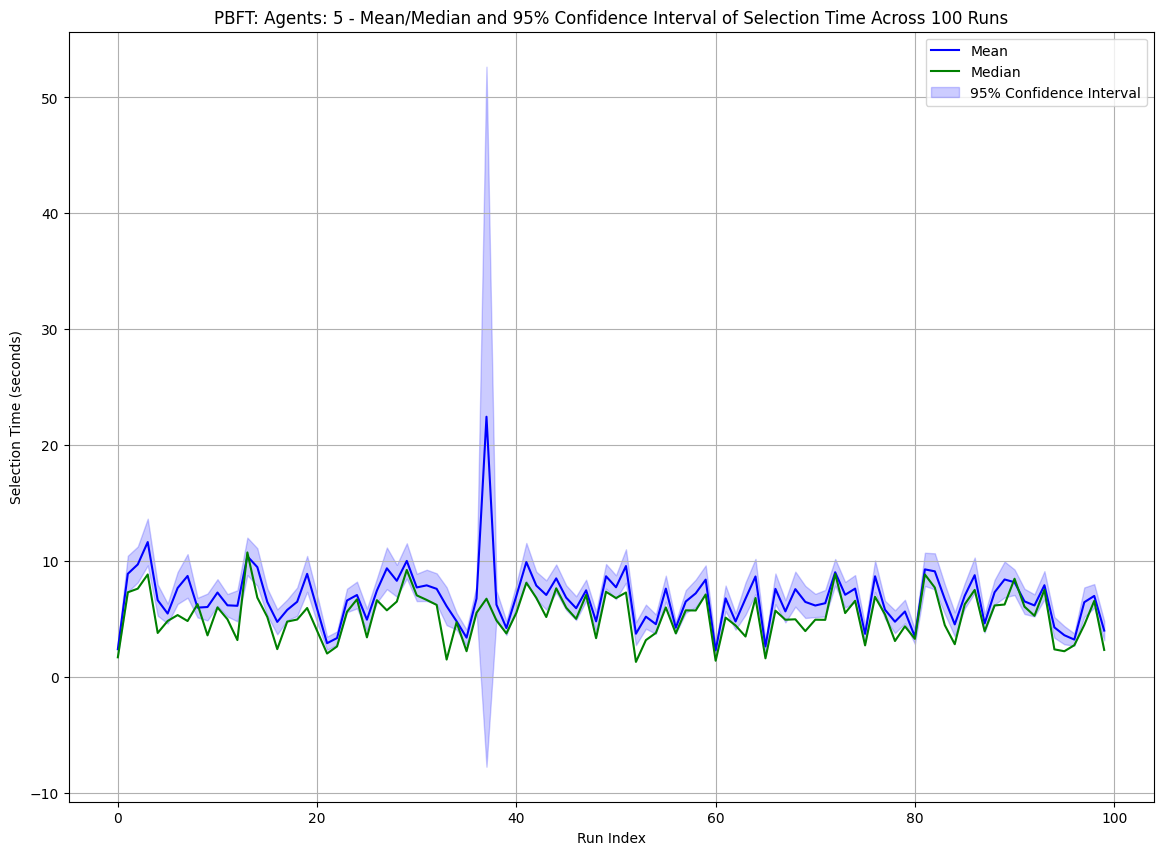 PBFT: Agents: 5 - Mean/Median and 95% Confidence Interval of Selection Time Across 100 Runs
Mean
Median
95% Confidence Interval
Selection Time (seconds)
50
40
30
20
10
0
−10
0 20 40 60 80 100
Run Index